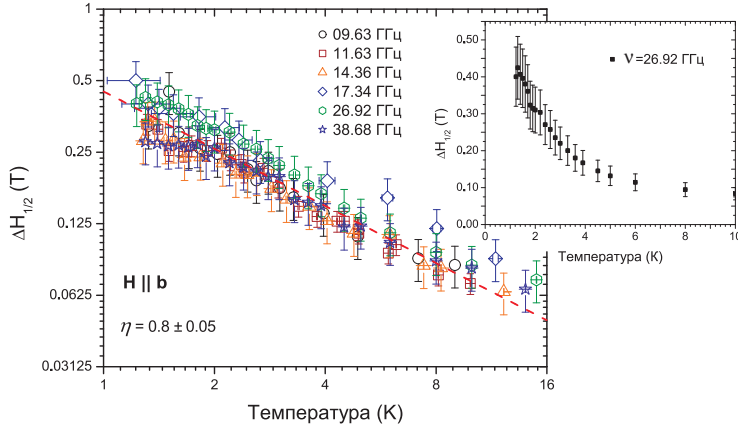 1
0.5
0.25
0.125
0.0625
0.03125
ΔH1/2 (T)
09.63 ГГц
11.63 ГГц
14.36 ГГц
17.34 ГГц
26.92 ГГц
38.68 ГГц
H || b
η = 0.8 ± 0.05
1 2 4 8 16
Температура (K)
0,50
0,40
0,30
0,20
0,10
0,00
ΔH1/2 (T)
ν=26.92 ГГц
0 1 2 3 4 6 8 10
Температура (K)